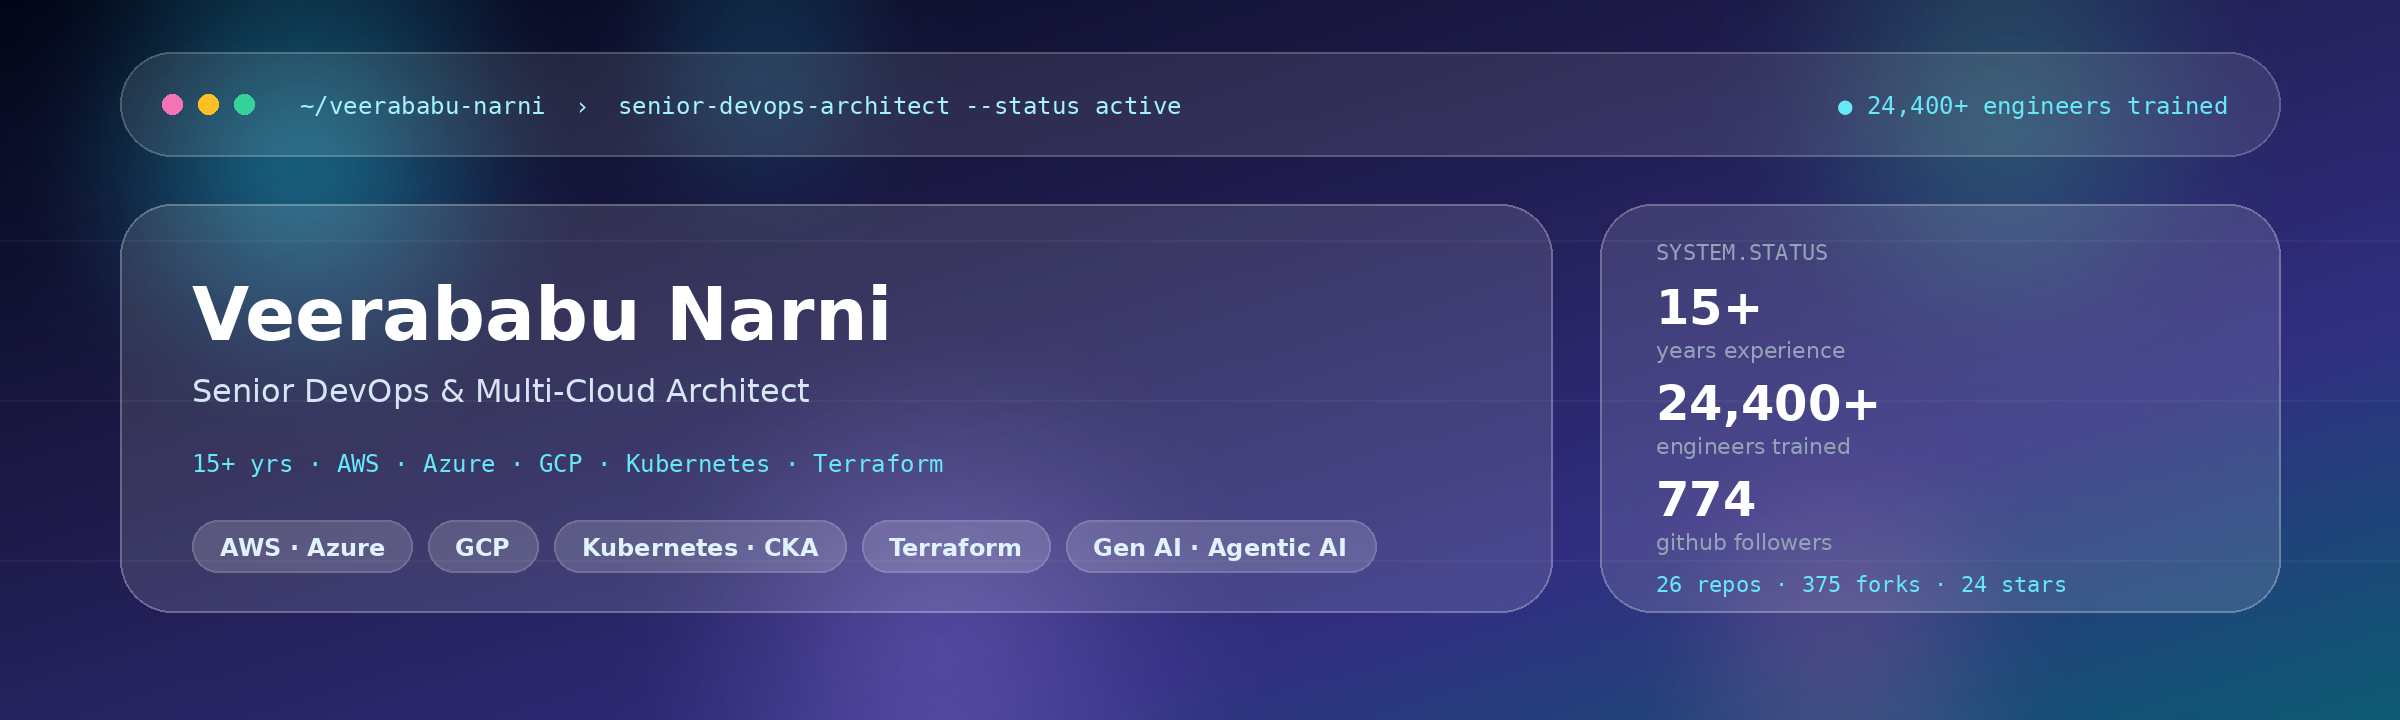 ~/veerababu-narni › senior-devops-architect --status active
● 24,400+ engineers trained
Veerababu Narni
Senior DevOps & Multi-Cloud Architect
15+ yrs · AWS · Azure · GCP · Kubernetes · Terraform
AWS · Azure GCP Kubernetes · CKA Terraform Gen AI · Agentic AI
SYSTEM.STATUS
15+
years experience
24,400+
engineers trained
774
github followers
26 repos · 375 forks · 24 stars